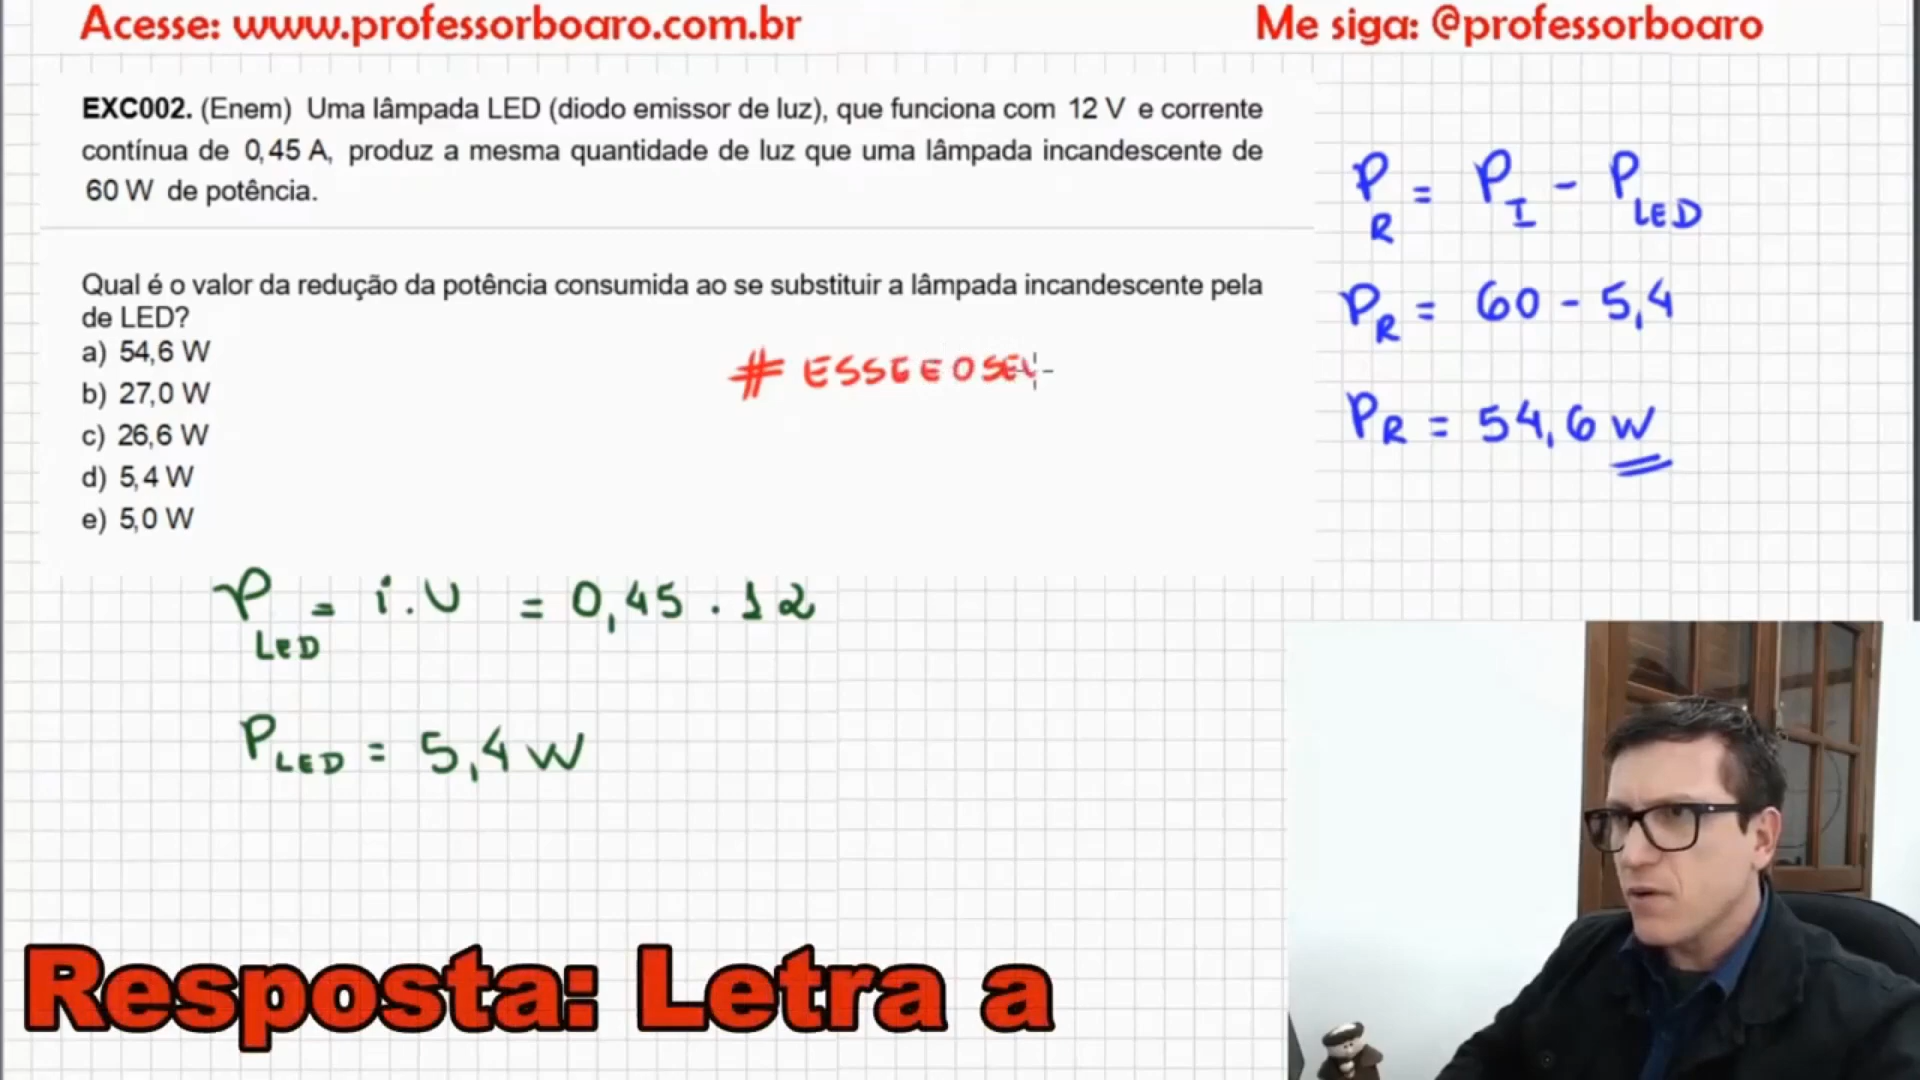 Acesse: www.professorboaro.com.br
Me siga: @professorboaro
EXC002. (Enem) Uma lâmpada LED (diodo emissor de luz), que funciona com 12 V e corrente
contínua de 0,45 A, produz a mesma quantidade de luz que uma lâmpada incandescente de
60 W de potência.
Qual é o valor da redução da potência consumida ao se substituir a lâmpada incandescente pela
de LED?
a) 54,6 W
b) 27,0 W
c) 26,6 W
d) 5,4 W
e) 5,0 W
# ESSEEOSEU
P_R = P_I - P_LED
P_R = 60 - 5,4
P_R = 54,6 W
P_LED = i.U = 0,45 . 12
P_LED = 5,4 W
Resposta: Letra a